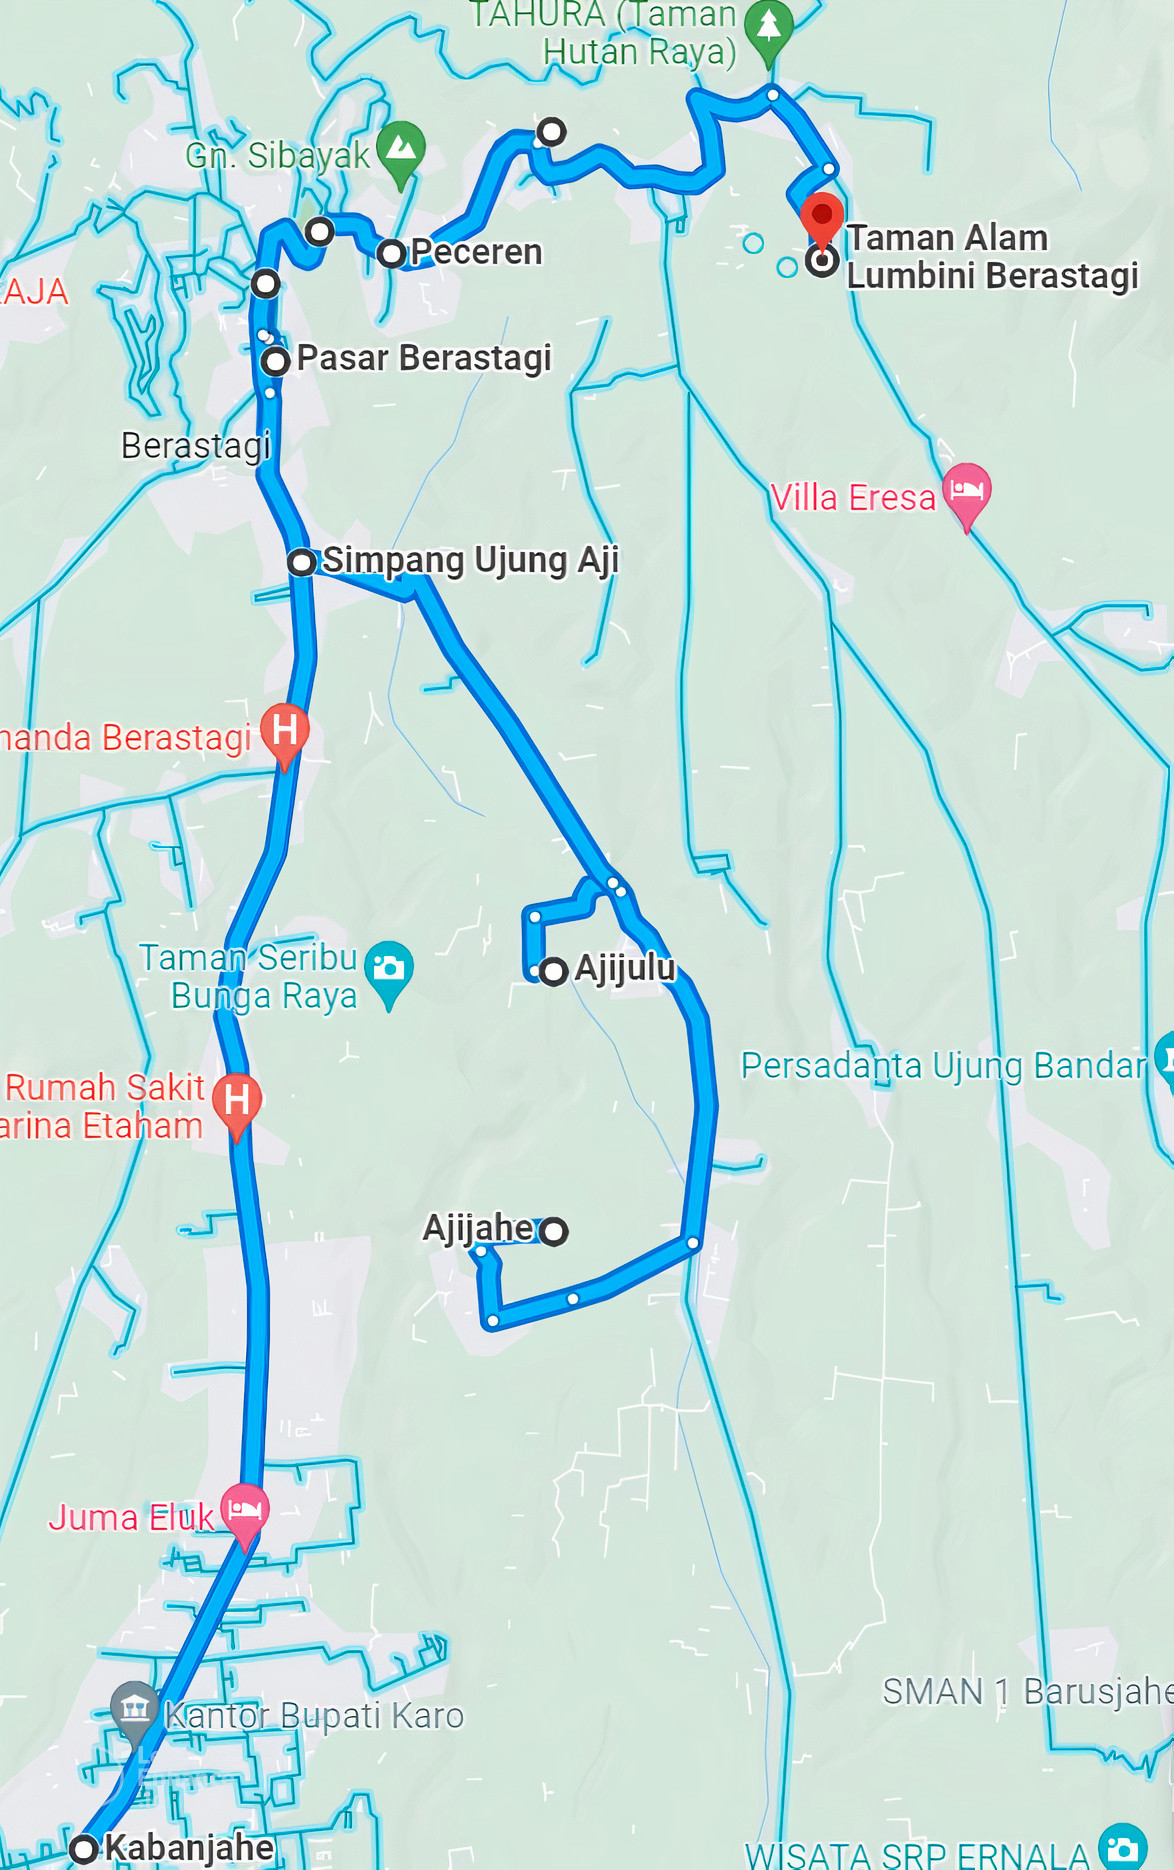 TAHURA (Taman
Hutan Raya)
Gn. Sibayak
Peceren
Taman Alam
Lumbini Berastagi
AJA
Pasar Berastagi
Berastagi
Villa Eresa
Simpang Ujung Aji
H
Berastagi
Taman Seribu
Bunga Raya
Ajijulu
Persadanta Ujung Bandar
Rumah Sakit
H
Etaham
Ajijahe
Juma Eluk
SMAN 1 Barusjahe
Kantor Bupati Karo
Kabanjahe
WISATA SRP ERNALA